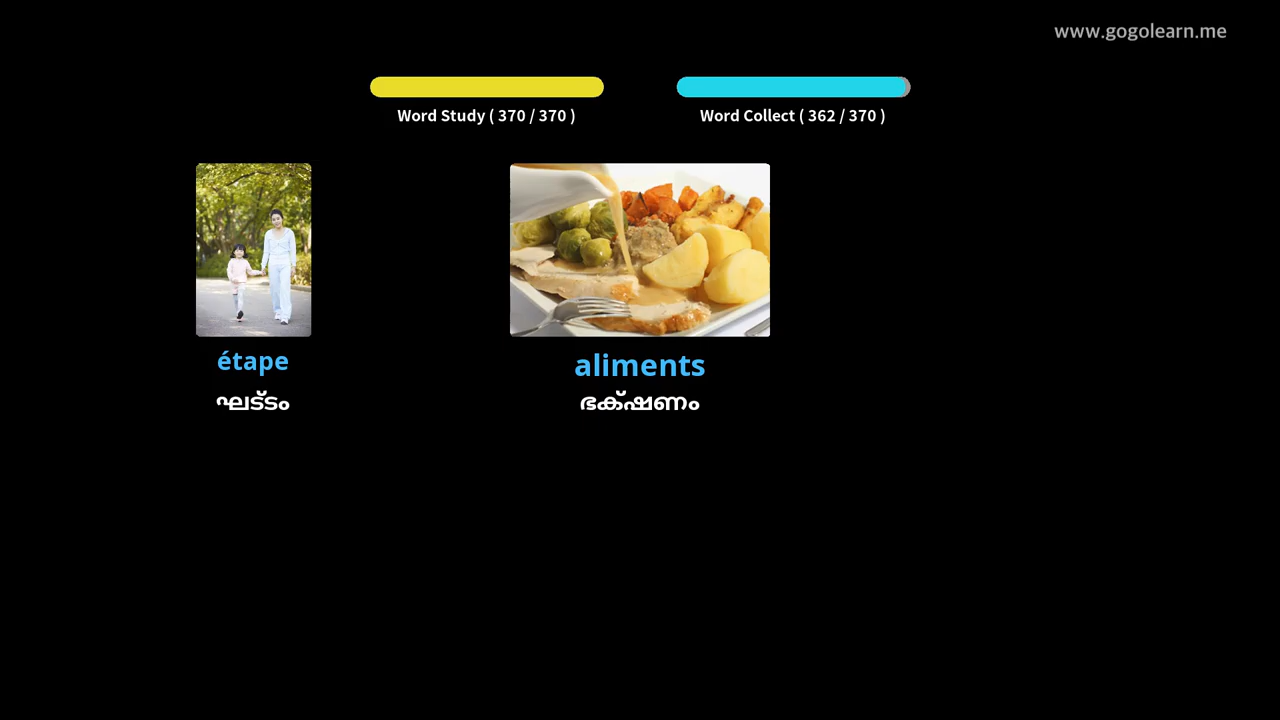 www.gogolearn.me
Word Study ( 370 / 370 )
Word Collect ( 362 / 370 )
étape
ഘട്ടം
aliments
ഭക്ഷണം